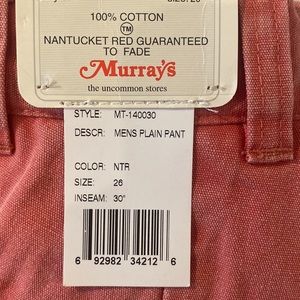 100% COTTON
TM
NANTUCKET RED GUARANTEED
TO FADE
Murray's
the uncommon stores
STYLE: MT-140030
DESCR: MENS PLAIN PANT
COLOR: NTR
SIZE: 26
INSEAM: 30"
6 92982 34212 6